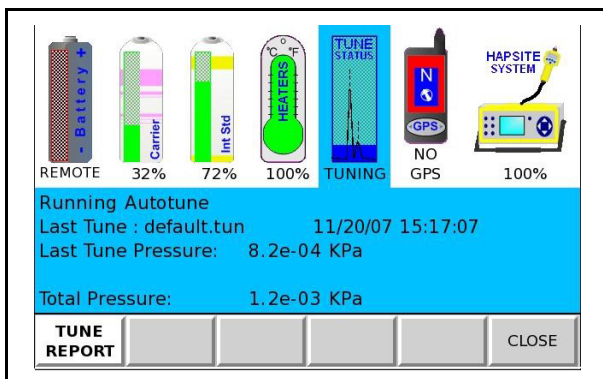 - Battery +
Carrier
Int Std
°C °F
HEATERS
TUNE
STATUS
N
GPS
HAPSITE
SYSTEM
REMOTE 32% 72% 100% TUNING NO GPS 100%
Running Autotune
Last Tune : default.tun 11/20/07 15:17:07
Last Tune Pressure: 8.2e-04 KPa
Total Pressure: 1.2e-03 KPa
TUNE
REPORT
CLOSE